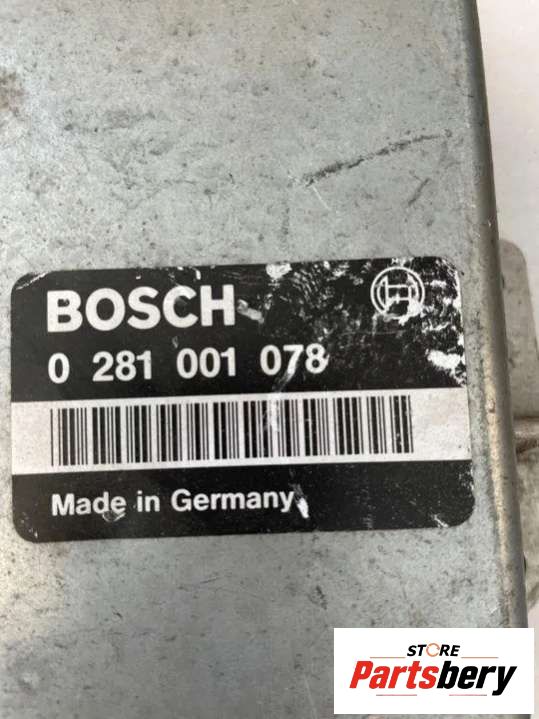 BOSCH
0 281 001 078
Made in Germany
STORE
Partsbery